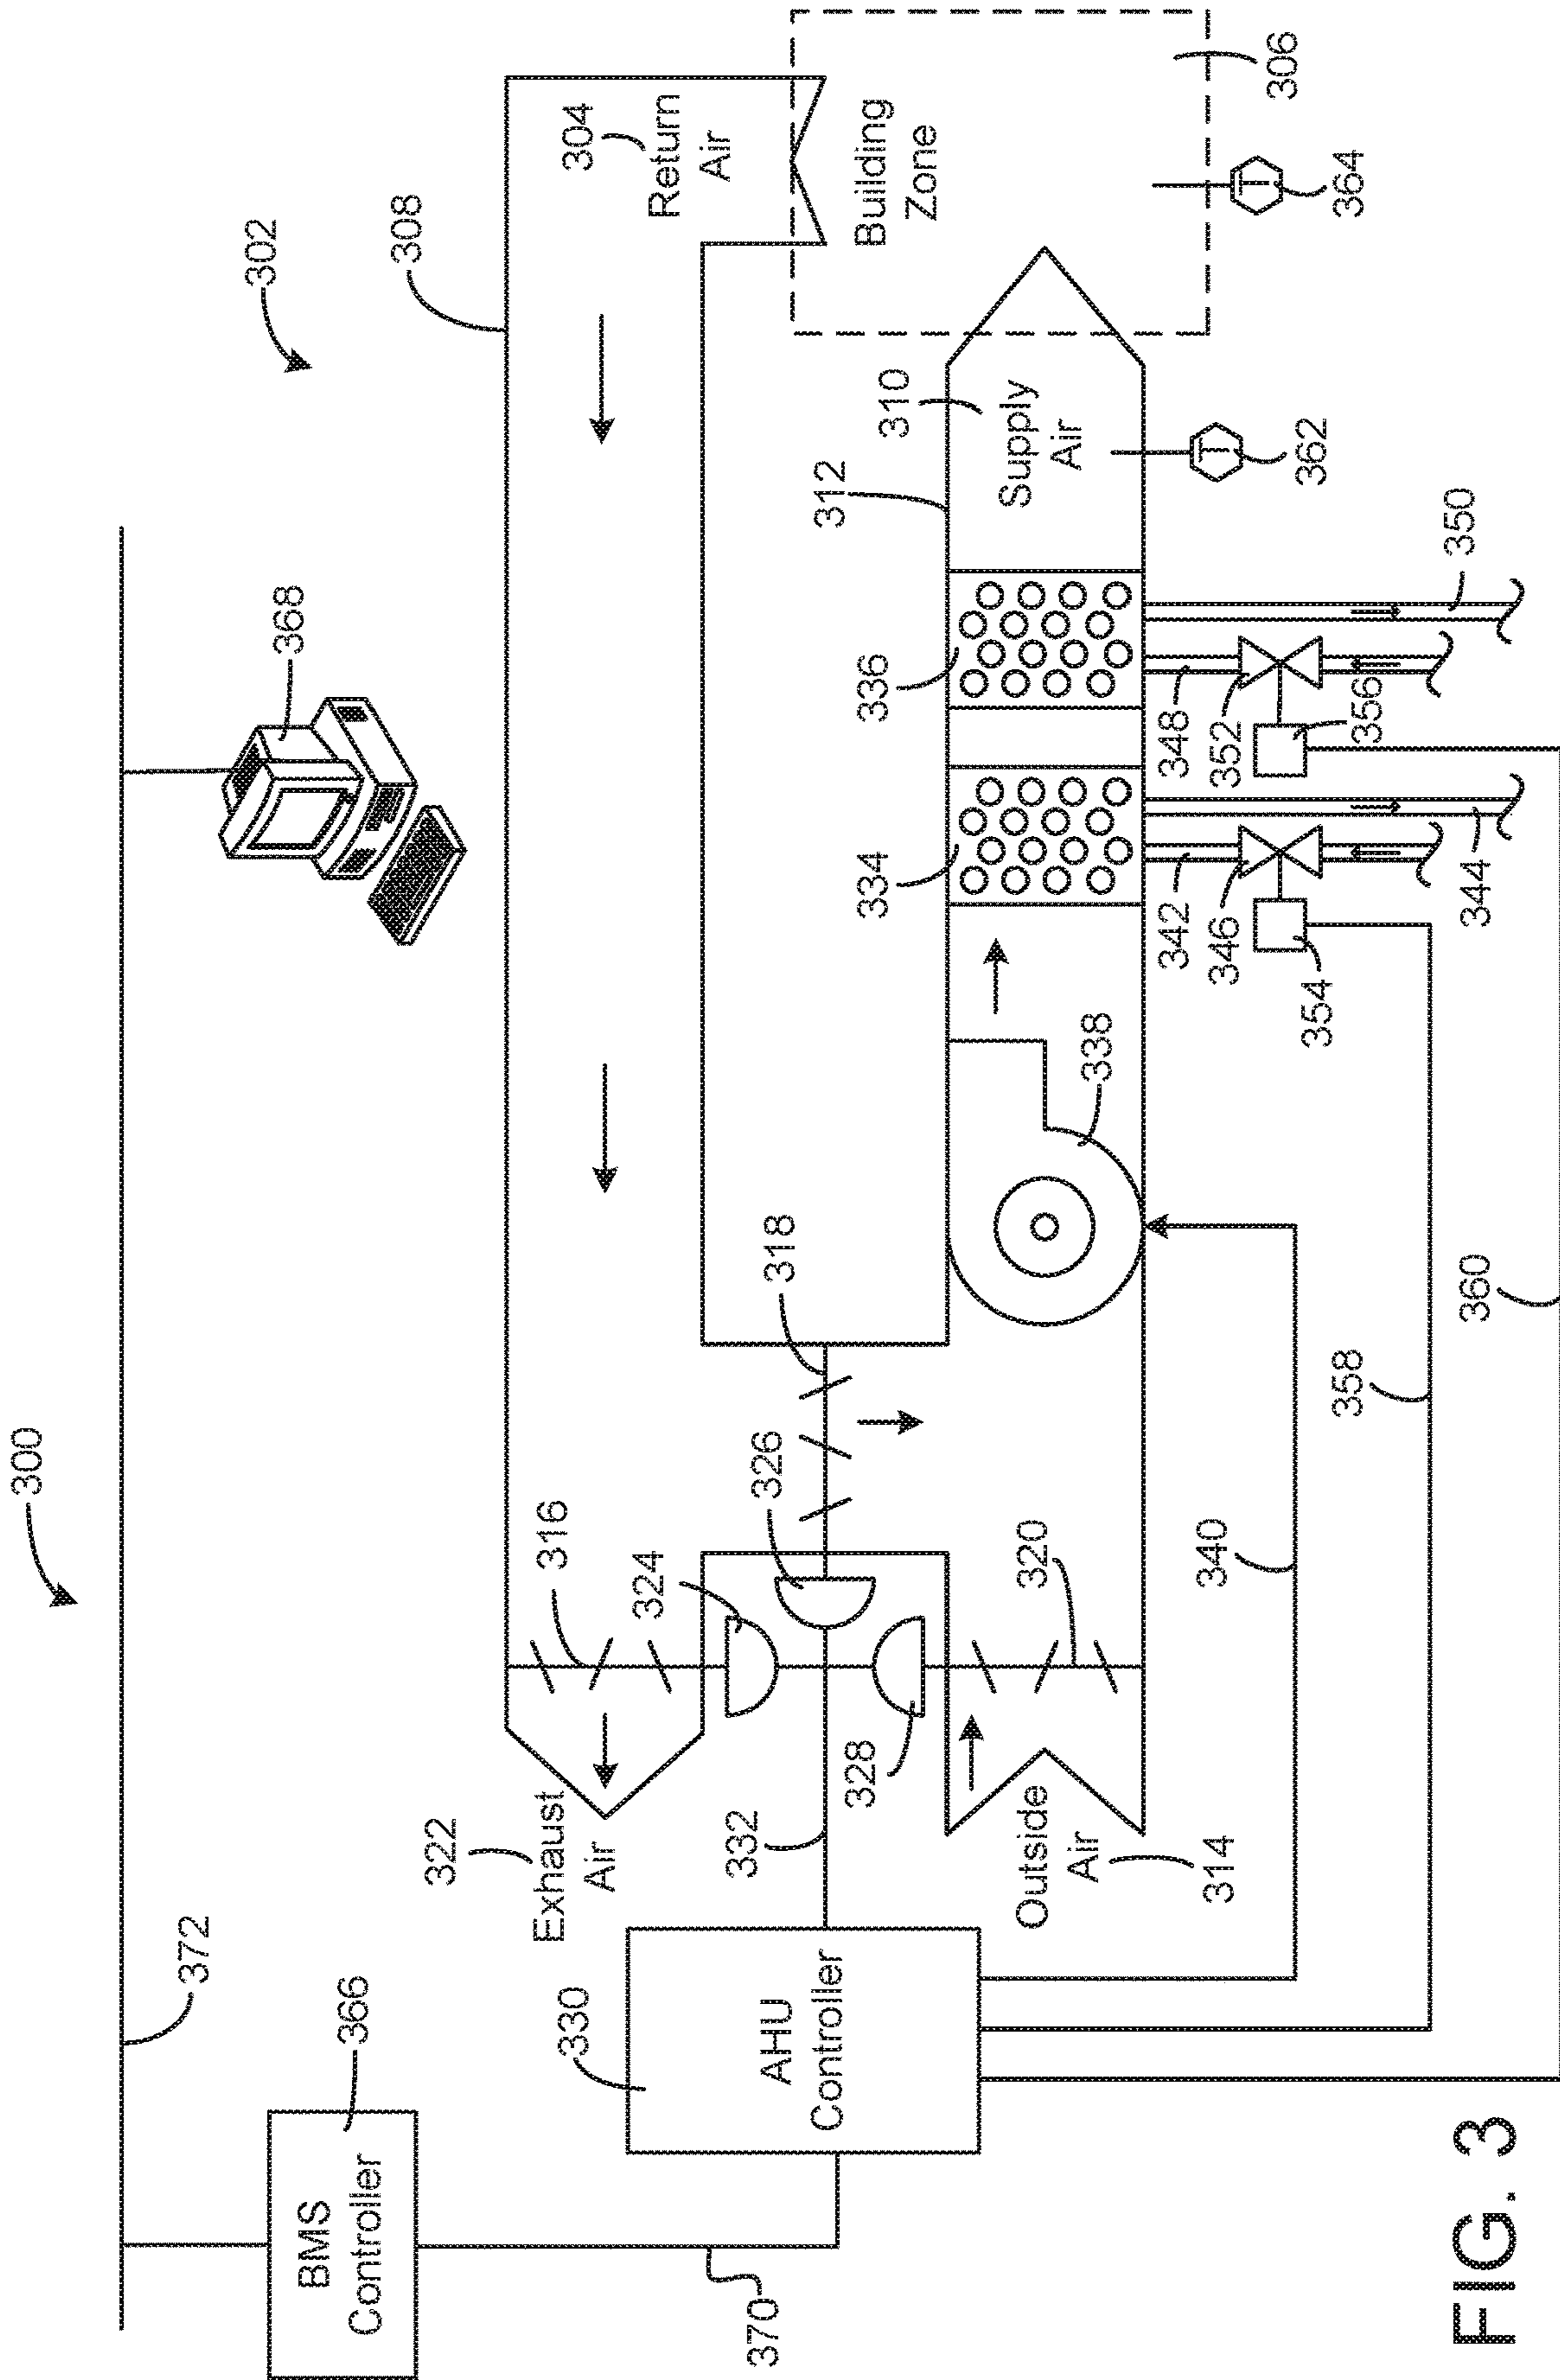 300
372
366
BMS
Controller
370
368
302
308
304
Return
Air
Building
Zone
306
364
322
Exhaust
Air
316
324
326
318
332
328
330
AHU
Controller
Outside
Air
314
320
338
334
336
312
310
Supply
Air
362
342
346
354
344
348
352
356
350
340
358
360
FIG. 3